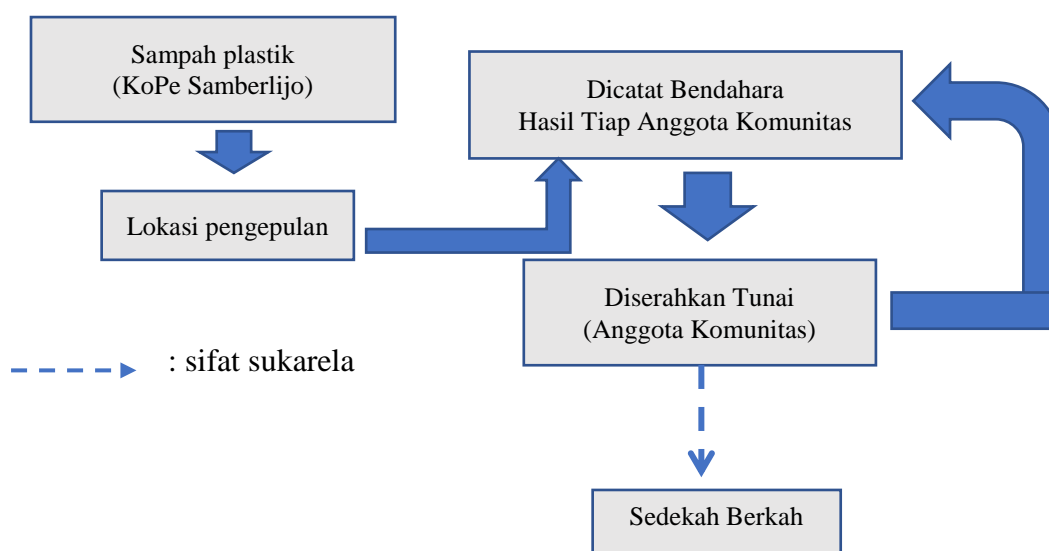 Sampah plastik
(KoPe Samberlijo)
Lokasi pengepulan
Dicatat Bendahara
Hasil Tiap Anggota Komunitas
Diserahkan Tunai
(Anggota Komunitas)
Sedekah Berkah
: sifat sukarela